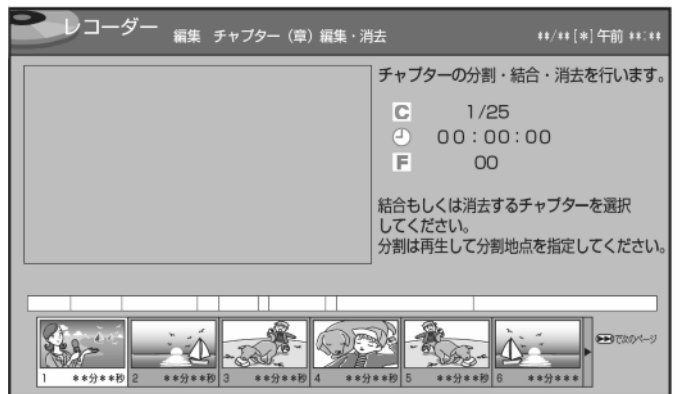 レコーダー
編集 チャプター（章）編集・消去
**/**[*]午前 **:**
チャプターの分割・結合・消去を行います。
C 1/25
00:00:00
F 00
結合もしくは消去するチャプターを選択
してください。
分割は再生して分割地点を指定してください。
1 **分**秒
2 **分**秒
3 **分**秒
4 **分**秒
5 **分**秒
6 **分***
で次のページ